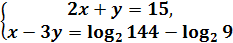 2x + y = 15,
x − 3y = log₂ 144 − log₂ 9